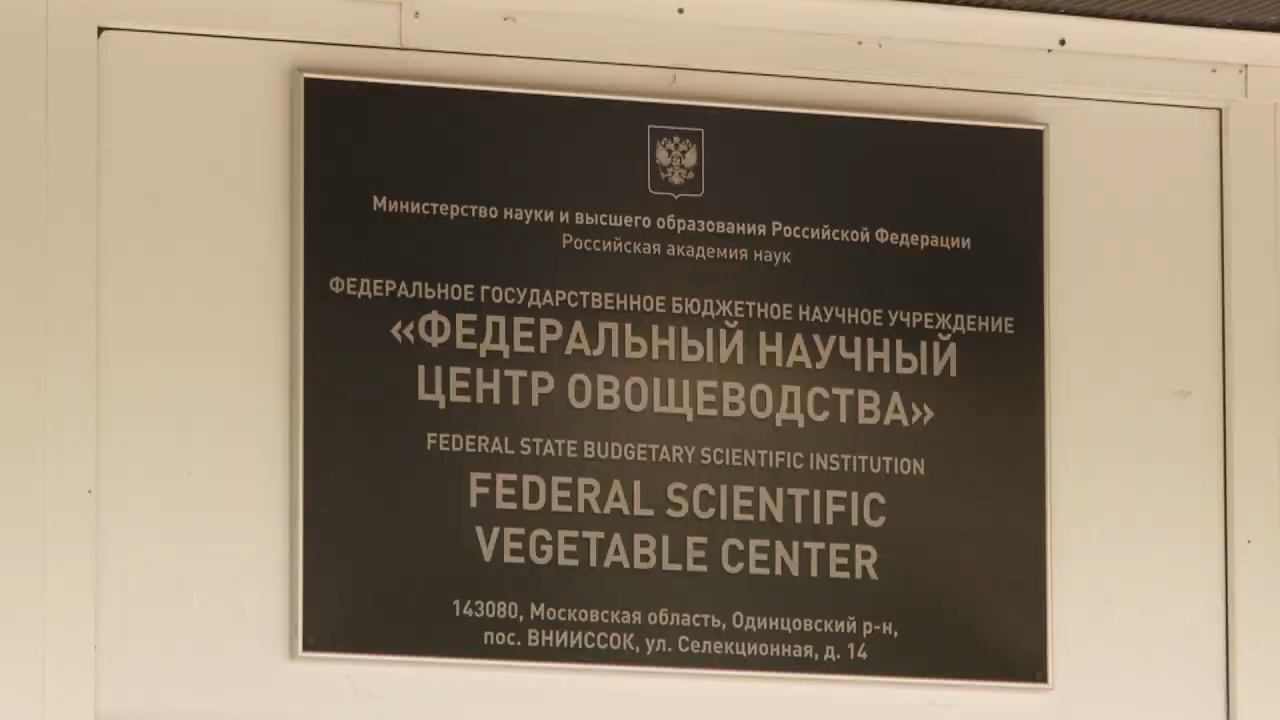 Министерство науки и высшего образования Российской Федерации
Российская академия наук
ФЕДЕРАЛЬНОЕ ГОСУДАРСТВЕННОЕ БЮДЖЕТНОЕ НАУЧНОЕ УЧРЕЖДЕНИЕ
«ФЕДЕРАЛЬНЫЙ НАУЧНЫЙ
ЦЕНТР ОВОЩЕВОДСТВА»
FEDERAL STATE BUDGETARY SCIENTIFIC INSTITUTION
FEDERAL SCIENTIFIC
VEGETABLE CENTER
143080, Московская область, Одинцовский р-н,
пос. ВНИИССОК, ул. Селекционная, д. 14